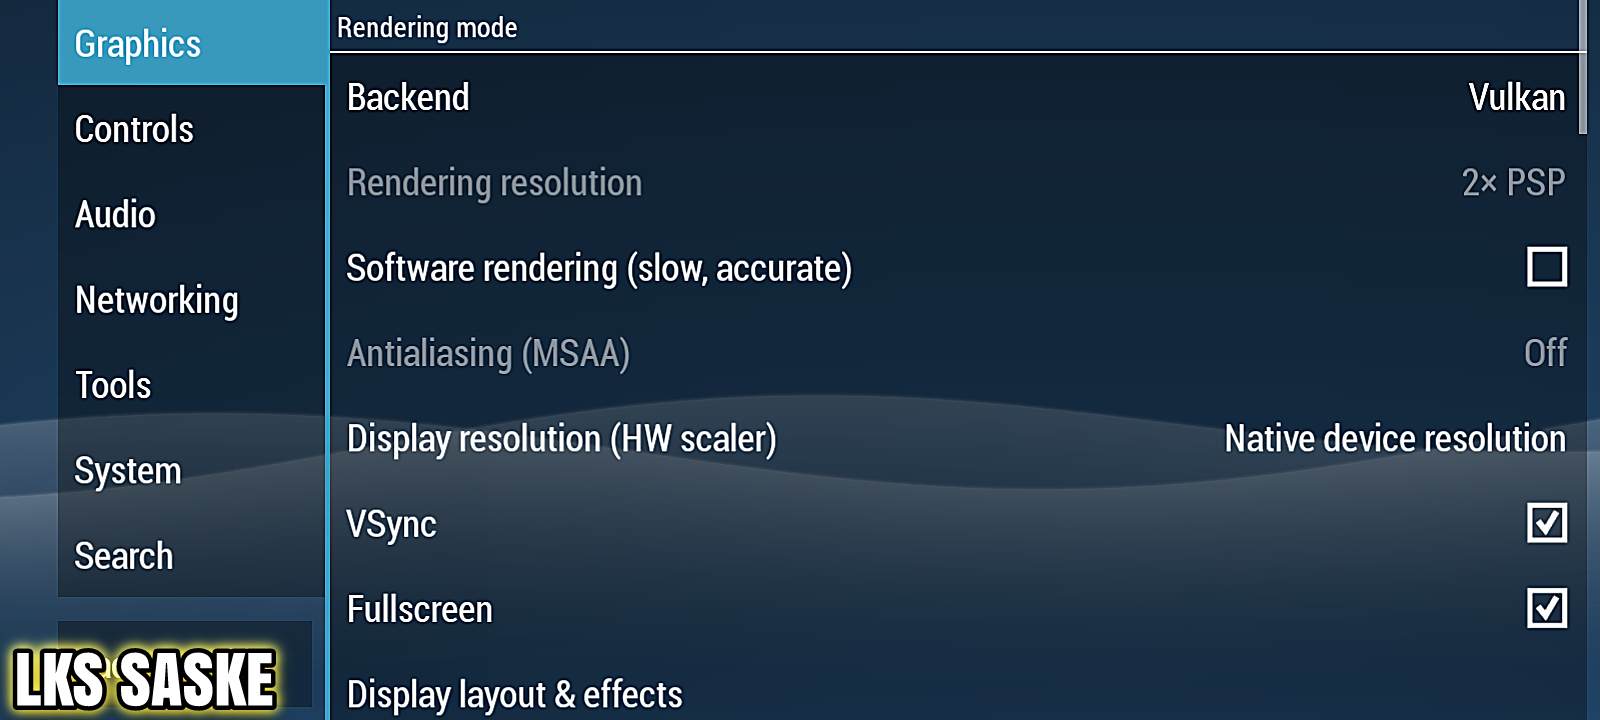 Graphics
Controls
Audio
Networking
Tools
System
Search
LKS SASKE
Rendering mode
Backend Vulkan
Rendering resolution 2× PSP
Software rendering (slow, accurate)
Antialiasing (MSAA) Off
Display resolution (HW scaler) Native device resolution
VSync
Fullscreen
Display layout & effects